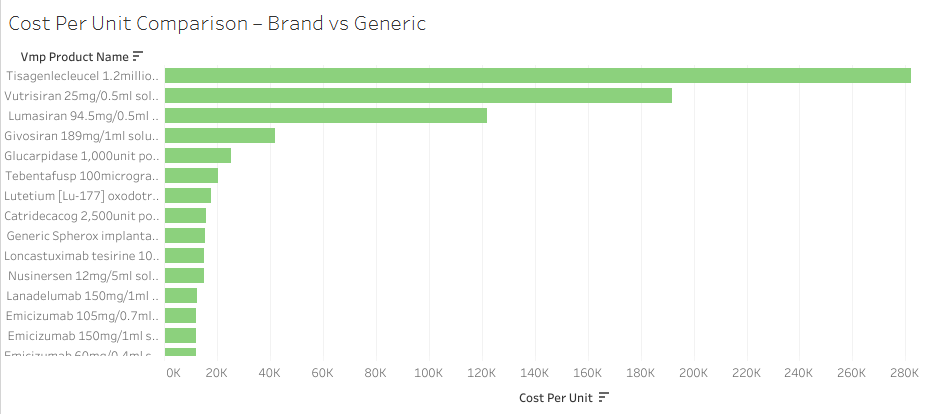 Cost Per Unit Comparison – Brand vs Generic
Vmp Product Name
Tisagenlecleucel 1.2millio..
Vutrisiran 25mg/0.5ml sol..
Lumasiran 94.5mg/0.5ml ..
Givosiran 189mg/1ml solu..
Glucarpidase 1,000unit po..
Tebentafusp 100microgra..
Lutetium [Lu-177] oxodotr..
Catridecacog 2,500unit po..
Generic Spherox implanta..
Loncastuximab tesirine 10..
Nusinersen 12mg/5ml sol..
Lanadelumab 150mg/1ml ..
Emicizumab 105mg/0.7ml..
Emicizumab 150mg/1ml s..
Emicizumab 60mg/0.4ml s..
0K 20K 40K 60K 80K 100K 120K 140K 160K 180K 200K 220K 240K 260K 280K
Cost Per Unit